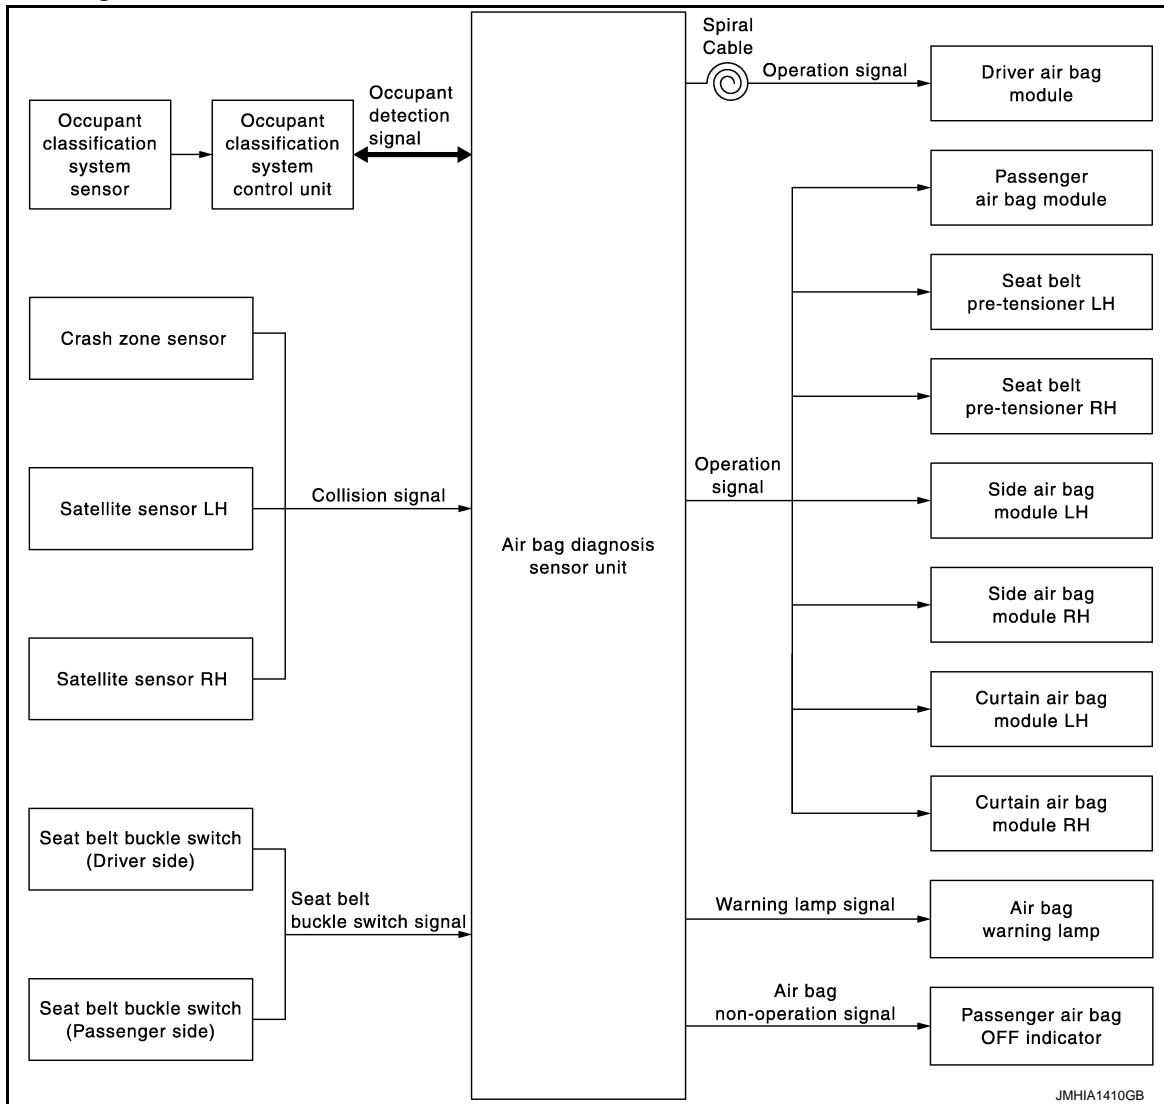 Spiral
Cable
Operation signal
Driver air bag
module
Occupant
classification
system
sensor
Occupant
classification
system
control unit
Occupant
detection
signal
Passenger
air bag module
Seat belt
pre-tensioner LH
Crash zone sensor
Seat belt
pre-tensioner RH
Satellite sensor LH
Collision signal
Operation
signal
Side air bag
module LH
Air bag diagnosis
sensor unit
Side air bag
module RH
Satellite sensor RH
Curtain air bag
module LH
Curtain air bag
module RH
Seat belt buckle switch
(Driver side)
Seat belt
buckle switch signal
Warning lamp signal
Air bag
warning lamp
Seat belt buckle switch
(Passenger side)
Air bag
non-operation signal
Passenger air bag
OFF indicator
JMHIA1410GB